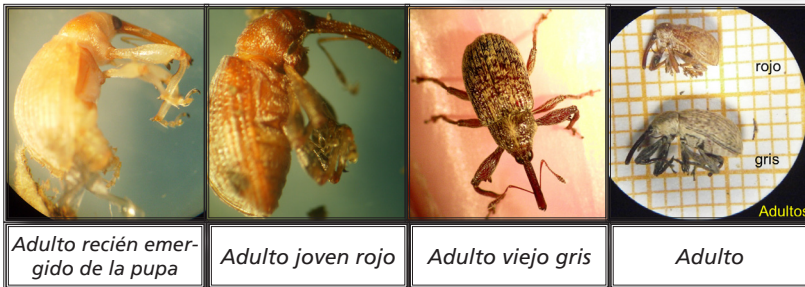 rojo
gris
Adultos
Adulto recién emer-
gido de la pupa
Adulto joven rojo
Adulto viejo gris
Adulto